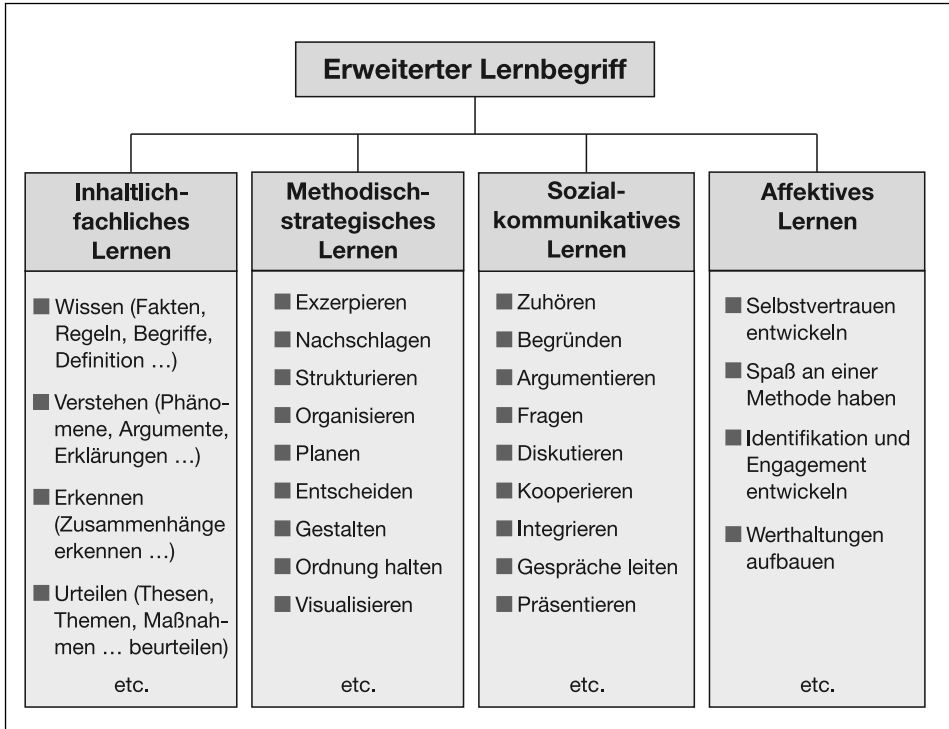 Erweiterter Lernbegriff
Inhaltlich-
fachliches
Lernen
■ Wissen (Fakten,
Regeln, Begriffe,
Definition …)
■ Verstehen (Phäno-
mene, Argumente,
Erklärungen …)
■ Erkennen
(Zusammenhänge
erkennen …)
■ Urteilen (Thesen,
Themen, Maßnah-
men … beurteilen)
etc.
Methodisch-
strategisches
Lernen
■ Exzerpieren
■ Nachschlagen
■ Strukturieren
■ Organisieren
■ Planen
■ Entscheiden
■ Gestalten
■ Ordnung halten
■ Visualisieren
etc.
Sozial-
kommunikatives
Lernen
■ Zuhören
■ Begründen
■ Argumentieren
■ Fragen
■ Diskutieren
■ Kooperieren
■ Integrieren
■ Gespräche leiten
■ Präsentieren
etc.
Affektives
Lernen
■ Selbstvertrauen
entwickeln
■ Spaß an einer
Methode haben
■ Identifikation und
Engagement
entwickeln
■ Werthaltungen
aufbauen
etc.